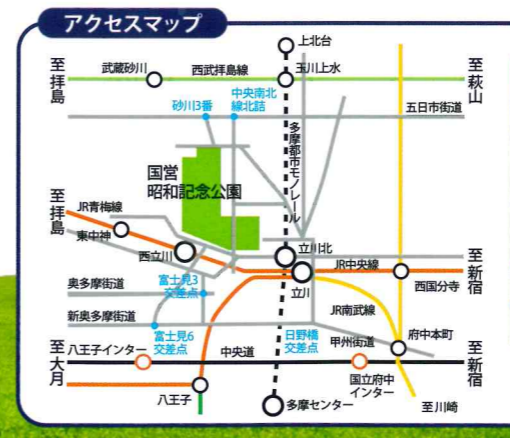 アクセスマップ
上北台
至拝島
武蔵砂川
西武拝島線
玉川上水
至萩山
砂川3番
中央南北
線北詰
五日市街道
多摩都市モノレール
国営
昭和記念公園
至拝島
JR青梅線
東中神
西立川
立川北
JR中央線
至新宿
富士見3
交差点
立川
西国分寺
奥多摩街道
JR南武線
新奥多摩街道
富士見6
交差点
日野橋
交差点
甲州街道
府中本町
至大月
八王子インター
中央道
至新宿
国立府中
インター
八王子
多摩センター
至川崎